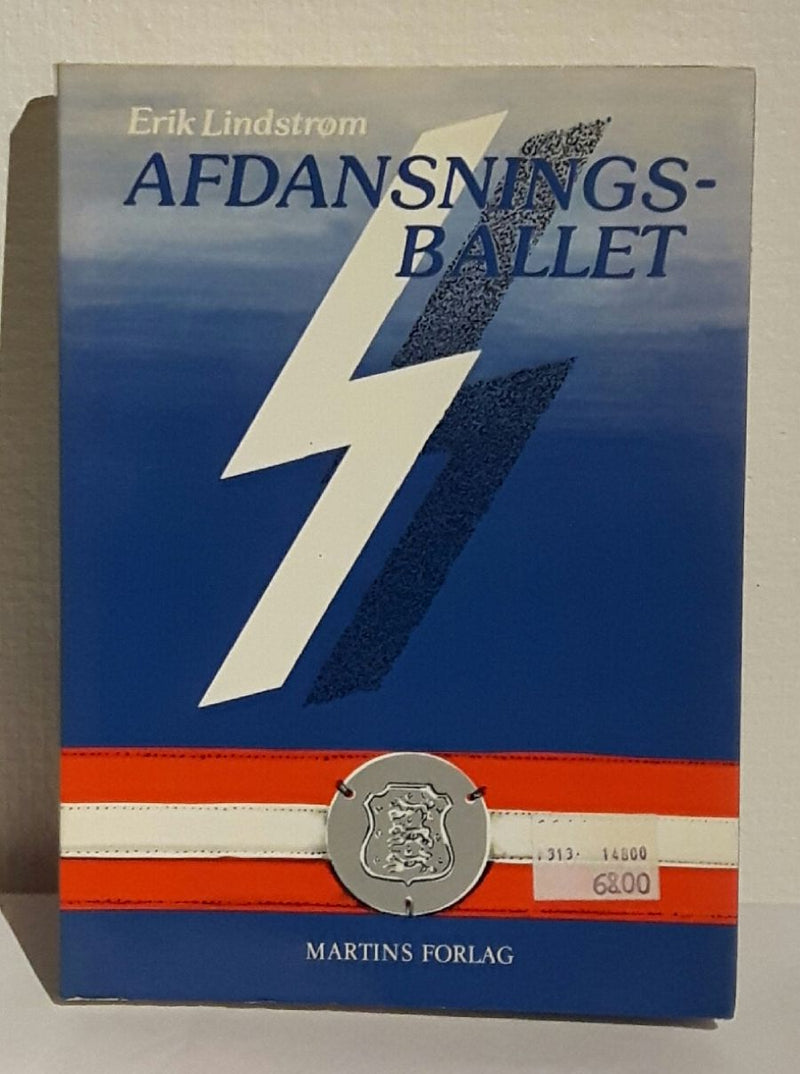 Erik Lindstrøm
AFDANSNINGS-
BALLET
313· 14800
6800
MARTINS FORLAG